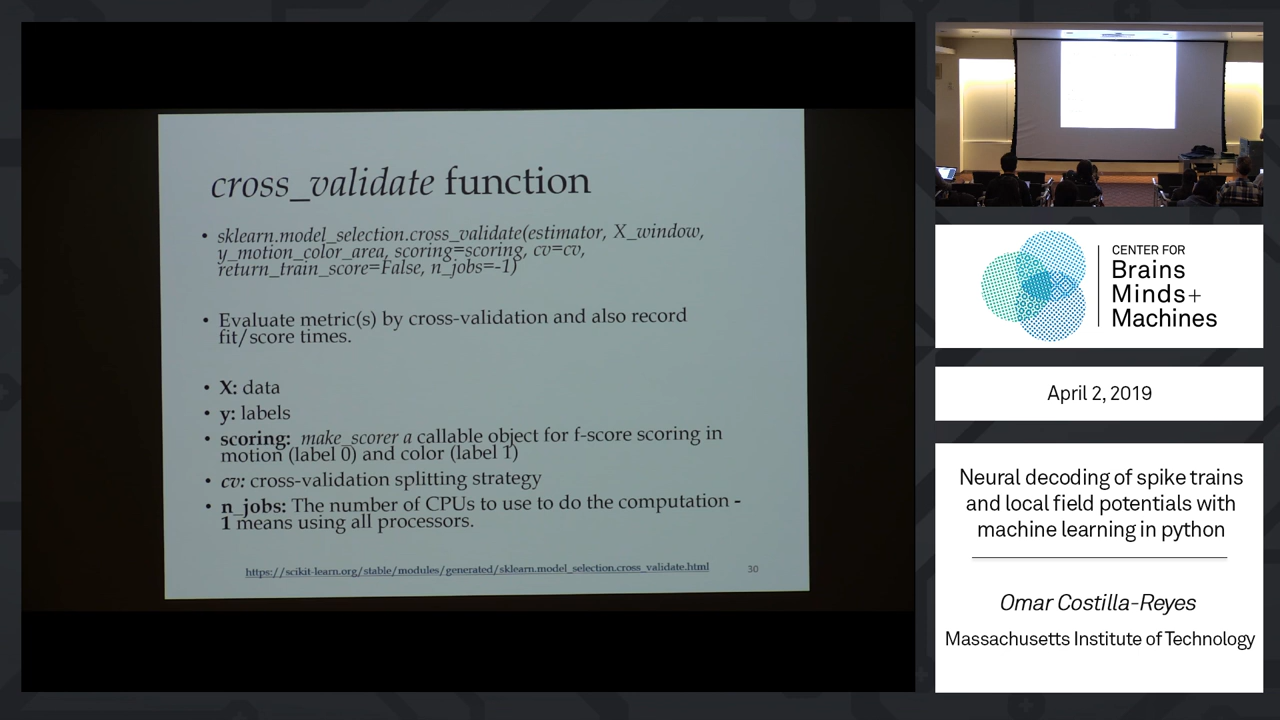 cross_validate function
• sklearn.model_selection.cross_validate(estimator, X_window,
y_motion_color_area, scoring=scoring, cv=cv,
return_train_score=False, n_jobs=-1)
• Evaluate metric(s) by cross-validation and also record
fit/score times.
• X: data
• y: labels
• scoring: make_scorer a callable object for f-score scoring in
motion (label 0) and color (label 1)
• cv: cross-validation splitting strategy
• n_jobs: The number of CPUs to use to do the computation -
1 means using all processors.
https://scikit-learn.org/stable/modules/generated/sklearn.model_selection.cross_validate.html
30
CENTER FOR
Brains
Minds+
Machines
April 2, 2019
Neural decoding of spike trains
and local field potentials with
machine learning in python
Omar Costilla-Reyes
Massachusetts Institute of Technology